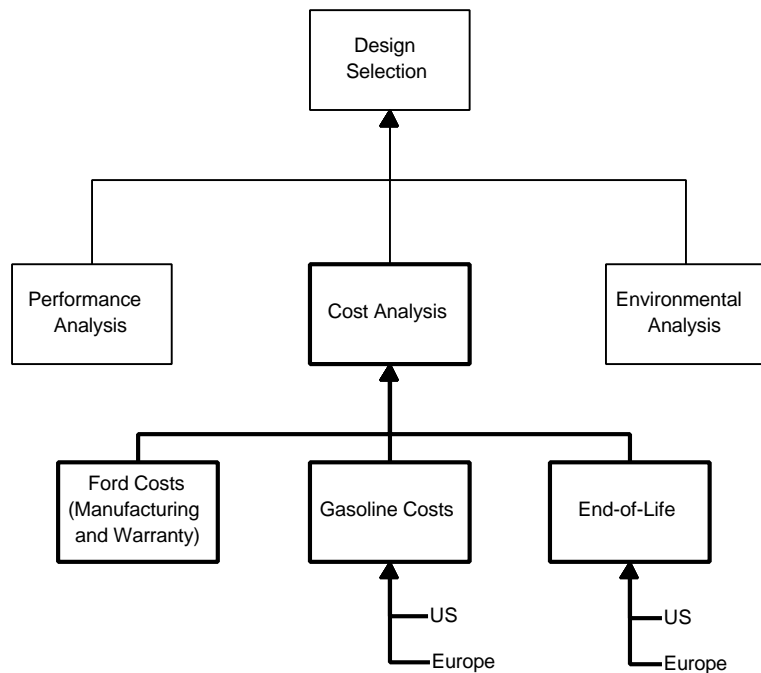 Design
Selection
Performance
Analysis
Cost Analysis
Environmental
Analysis
Ford Costs
(Manufacturing
and Warranty)
Gasoline Costs
End-of-Life
US
Europe
US
Europe